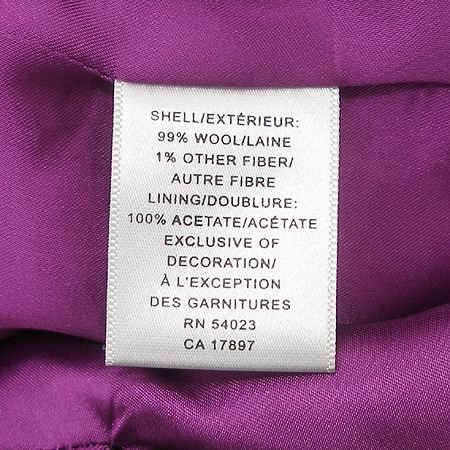 SHELL/EXTÉRIEUR:
99% WOOL/LAINE
1% OTHER FIBER/
AUTRE FIBRE
LINING/DOUBLURE:
100% ACETATE/ACÉTATE
EXCLUSIVE OF
DECORATION/
À L'EXCEPTION
DES GARNITURES
RN 54023
CA 17897